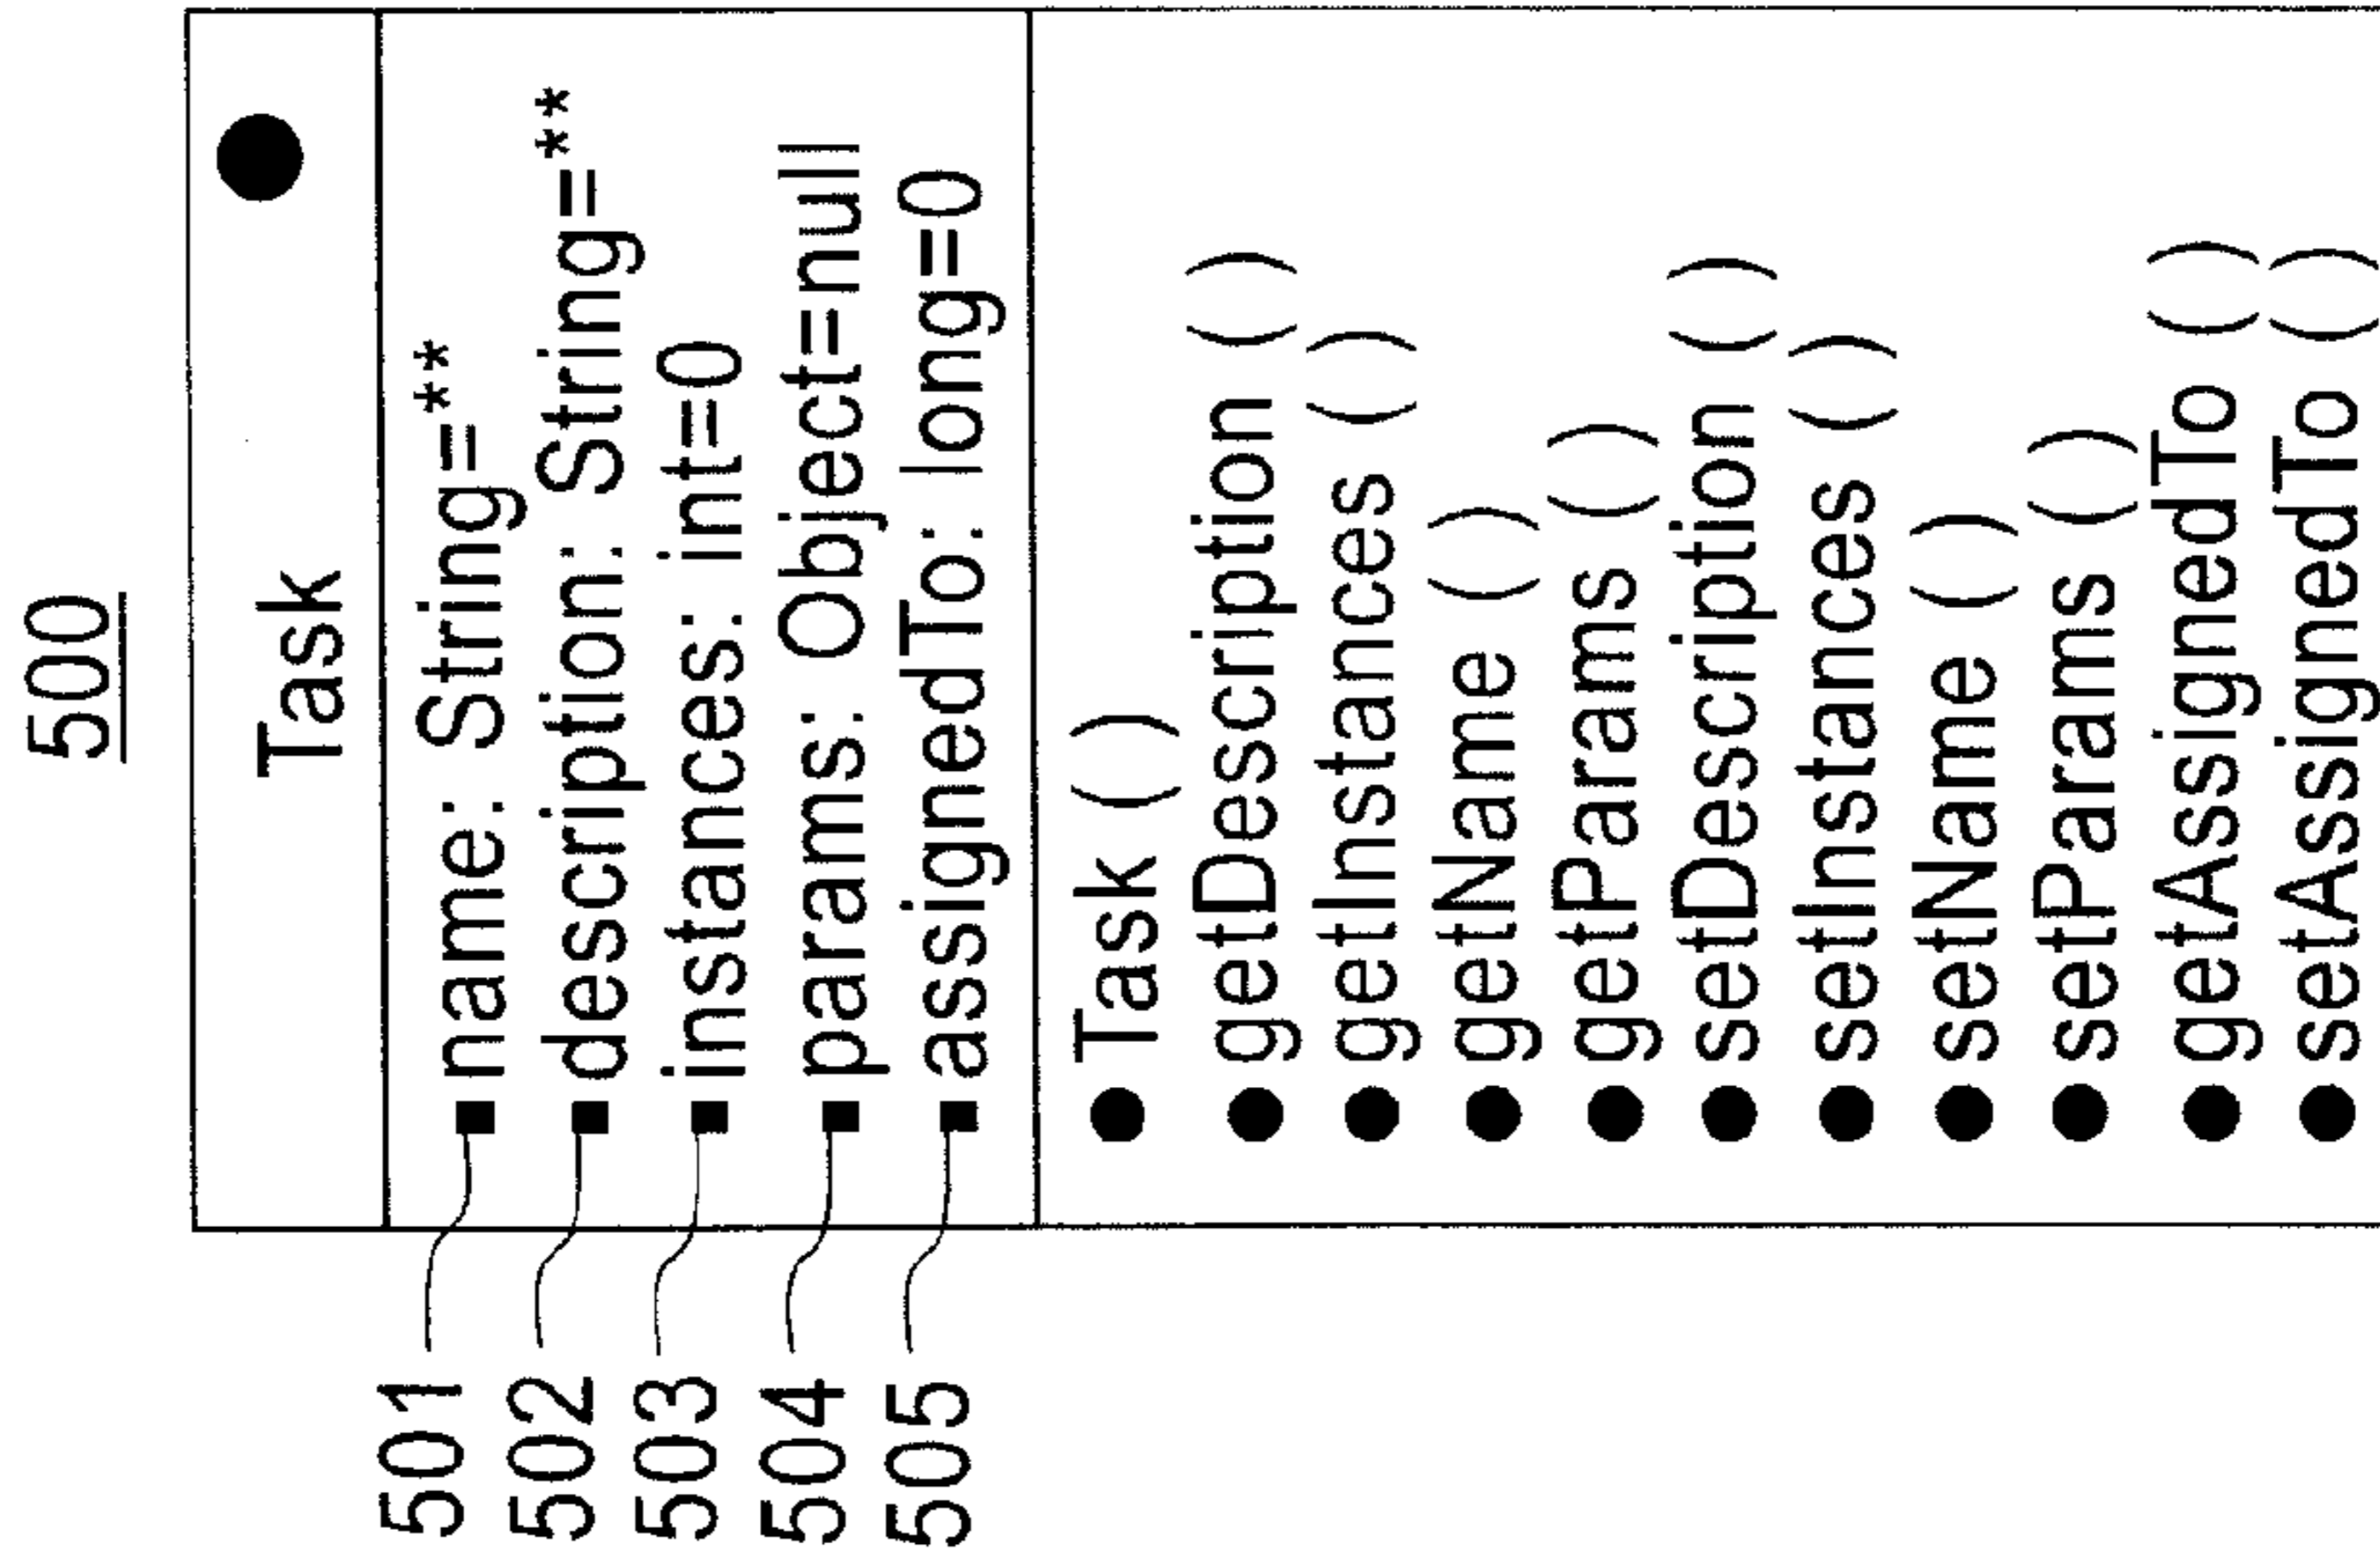 500
Task
501 name: String=**
502 description: String=**
503 instances: int=0
504 params: Object=null
505 assignedTo: long=0
Task ( )
getDescription ( )
getInstances ( )
getName ( )
getParams ( )
setDescription ( )
setInstances ( )
setName ( )
setParams ( )
getAssignedTo ( )
setAssignedTo ( )